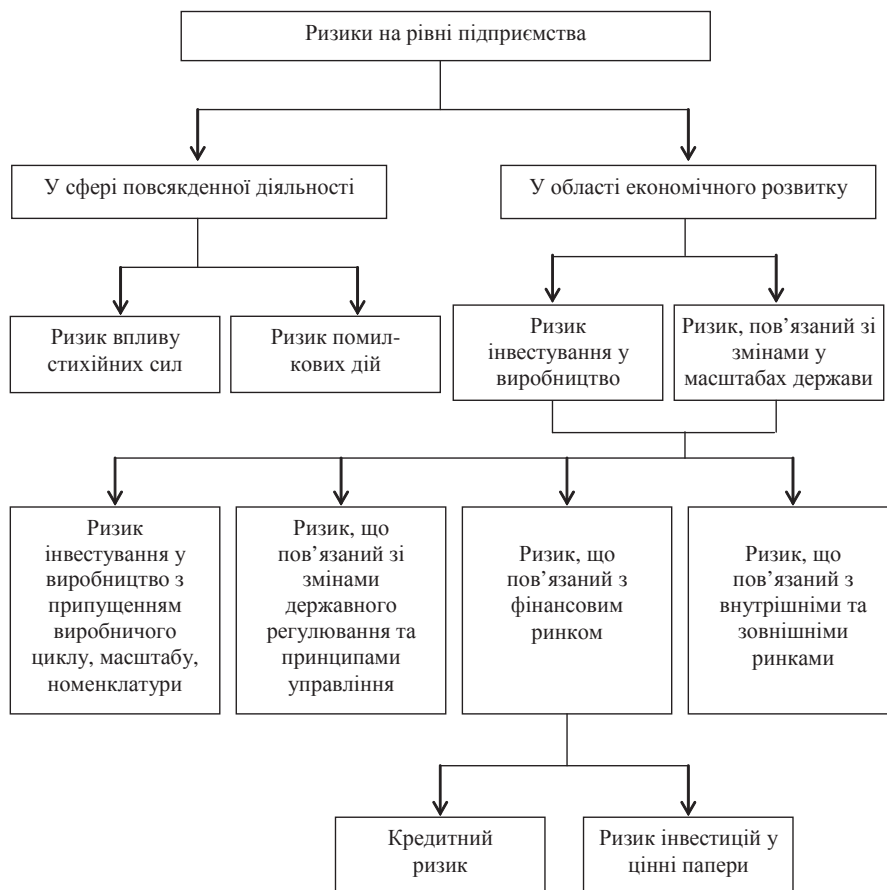 Ризики на рівні підприємства
У сфері повсякденної діяльності
У області економічного розвитку
Ризик впливу
стихійних сил
Ризик помил-
кових дій
Ризик
інвестування у
виробництво
Ризик, пов’язаний зі
змінами у
масштабах держави
Ризик
інвестування у
виробництво з
припущенням
виробничого
циклу, масштабу,
номенклатури
Ризик, що
пов’язаний зі
змінами
державного
регулювання та
принципами
управління
Ризик, що
пов’язаний з
фінансовим
ринком
Ризик, що
пов’язаний з
внутрішніми та
зовнішніми
ринками
Кредитний
ризик
Ризик інвестицій у
цінні папери